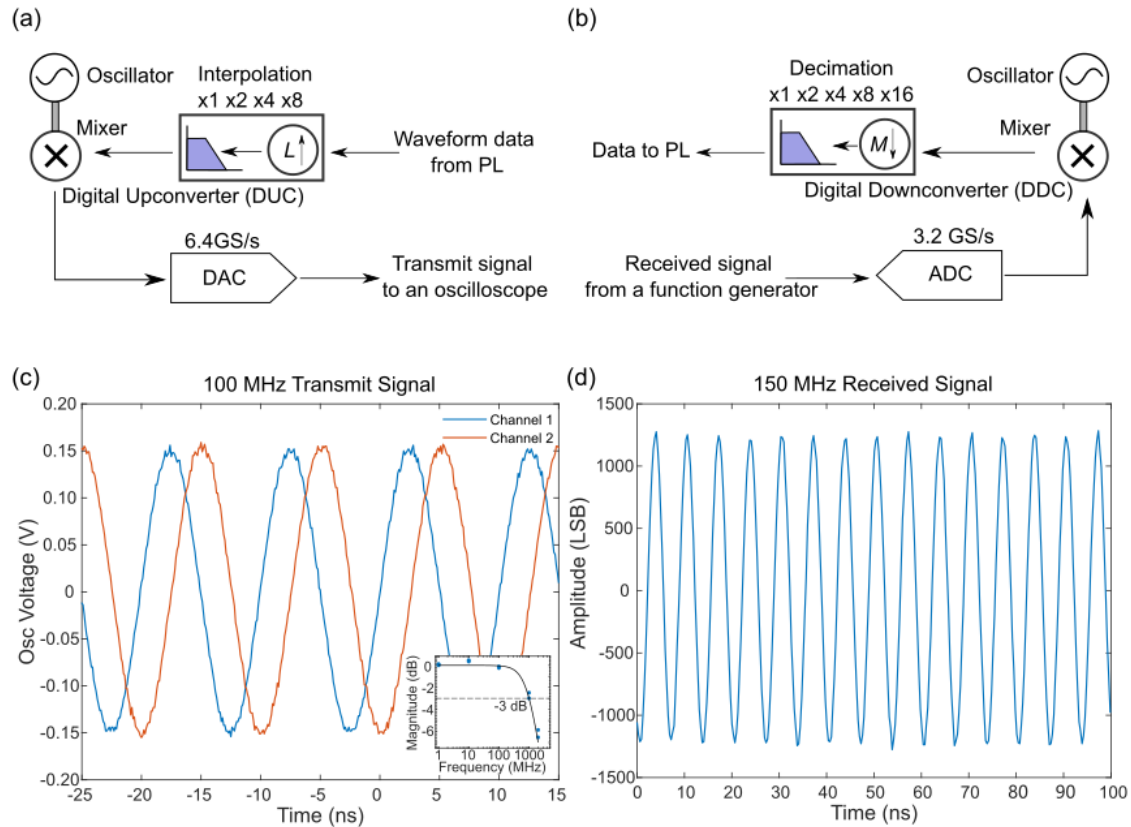 (a)
Oscillator
Interpolation
x1 x2 x4 x8
Mixer
L
Waveform data
from PL
Digital Upconverter (DUC)
6.4GS/s
DAC
Transmit signal
to an oscilloscope
(b)
Decimation
x1 x2 x4 x8 x16
Oscillator
Mixer
Data to PL
M
Digital Downconverter (DDC)
3.2 GS/s
Received signal
from a function generator
ADC
(c)
100 MHz Transmit Signal
Channel 1
Channel 2
Osc Voltage (V)
0.20
0.15
0.10
0.05
0
-0.05
-0.10
-0.15
-0.20
-25 -20 -15 -10 -5 0 5 10 15
Time (ns)
Magnitude (dB)
0
-2
-4
-6
-3 dB
1 10 100 1000
Frequency (MHz)
(d)
150 MHz Received Signal
Amplitude (LSB)
1500
1000
500
0
-500
-1000
-1500
0 10 20 30 40 50 60 70 80 90 100
Time (ns)